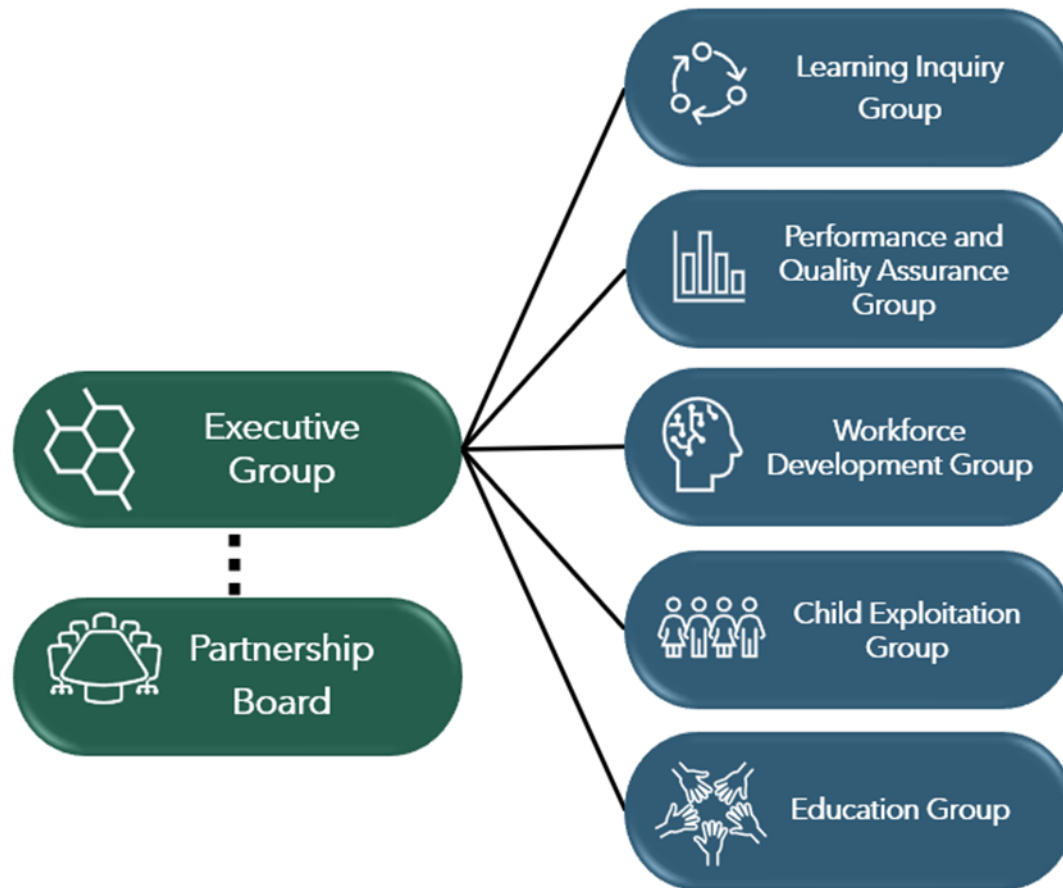 Learning Inquiry
Group
Performance and
Quality Assurance
Group
Executive
Group
Workforce
Development Group
Partnership
Board
Child Exploitation
Group
Education Group